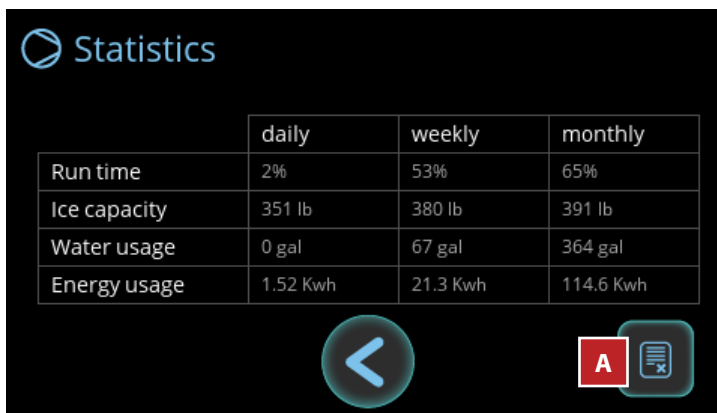 Statistics
daily weekly monthly
Run time 2% 53% 65%
Ice capacity 351 lb 380 lb 391 lb
Water usage 0 gal 67 gal 364 gal
Energy usage 1.52 Kwh 21.3 Kwh 114.6 Kwh
A